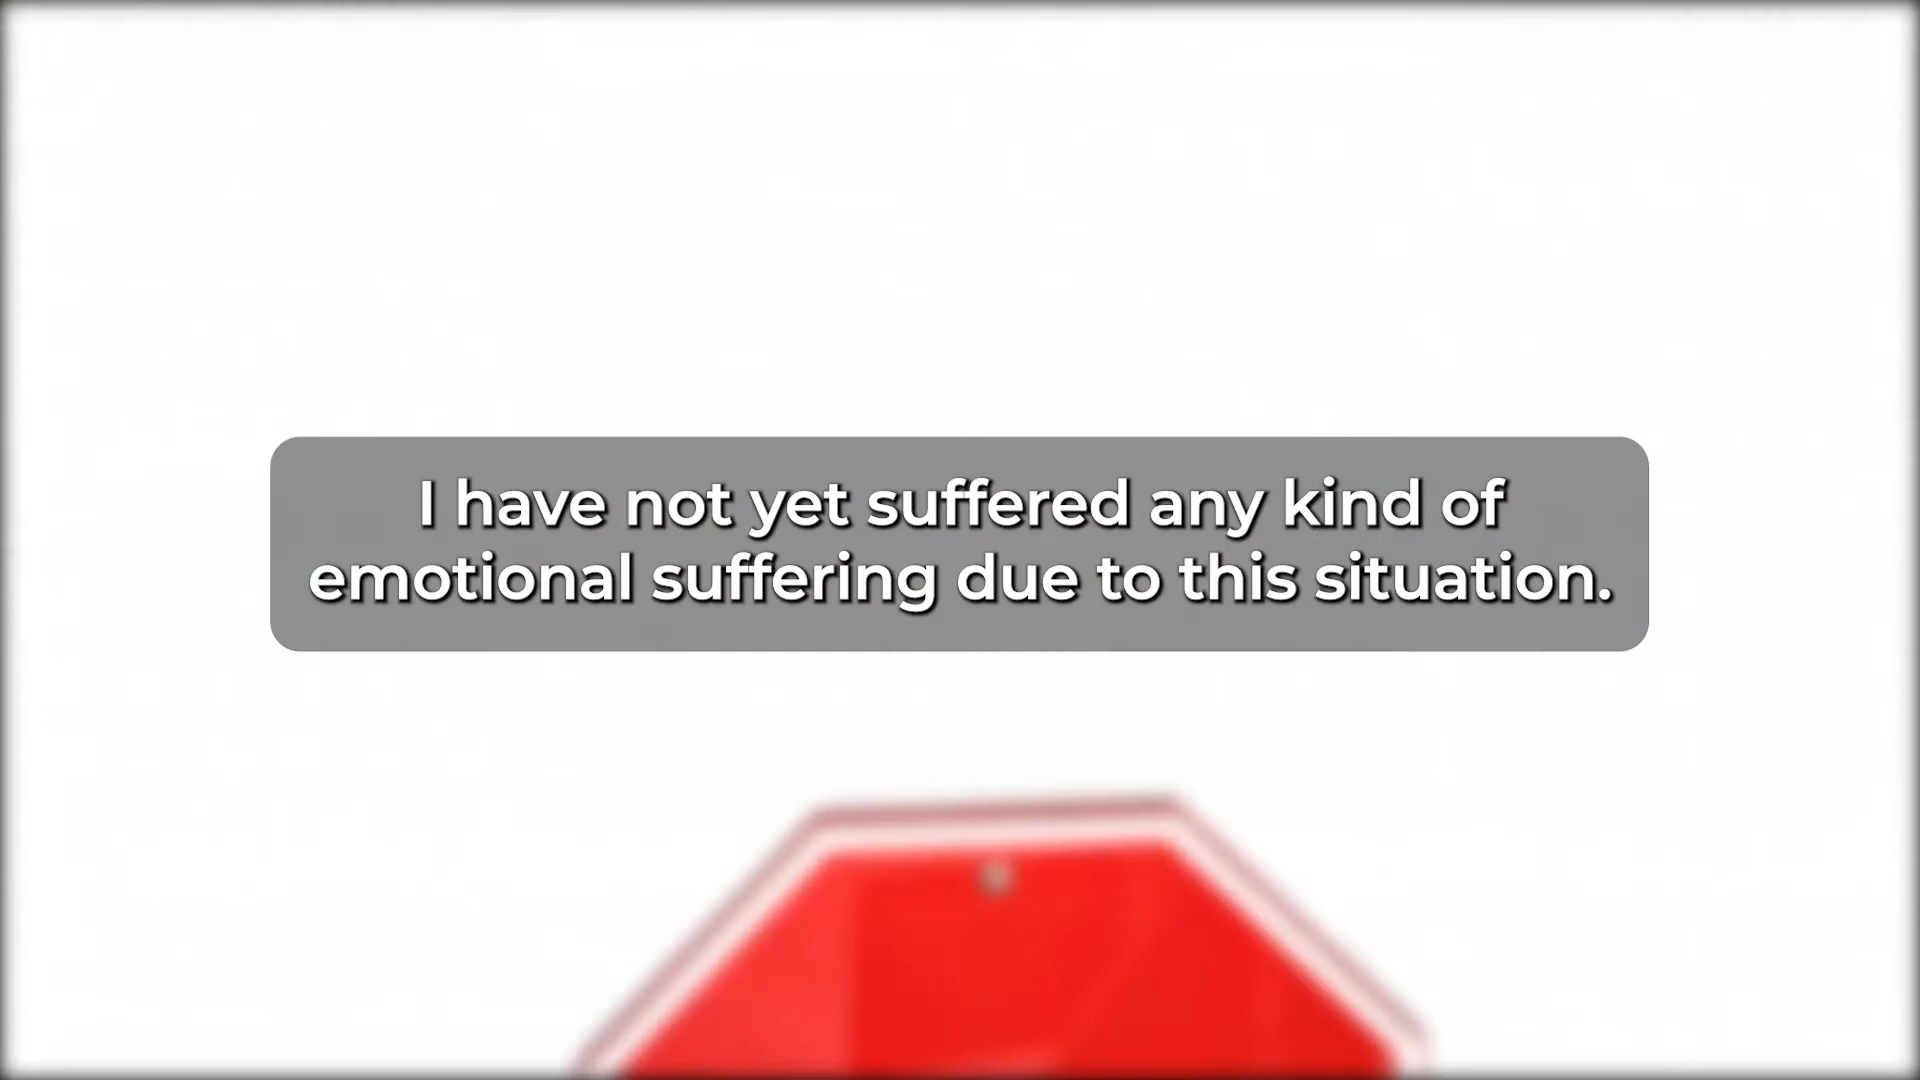 I have not yet suffered any kind of
emotional suffering due to this situation.